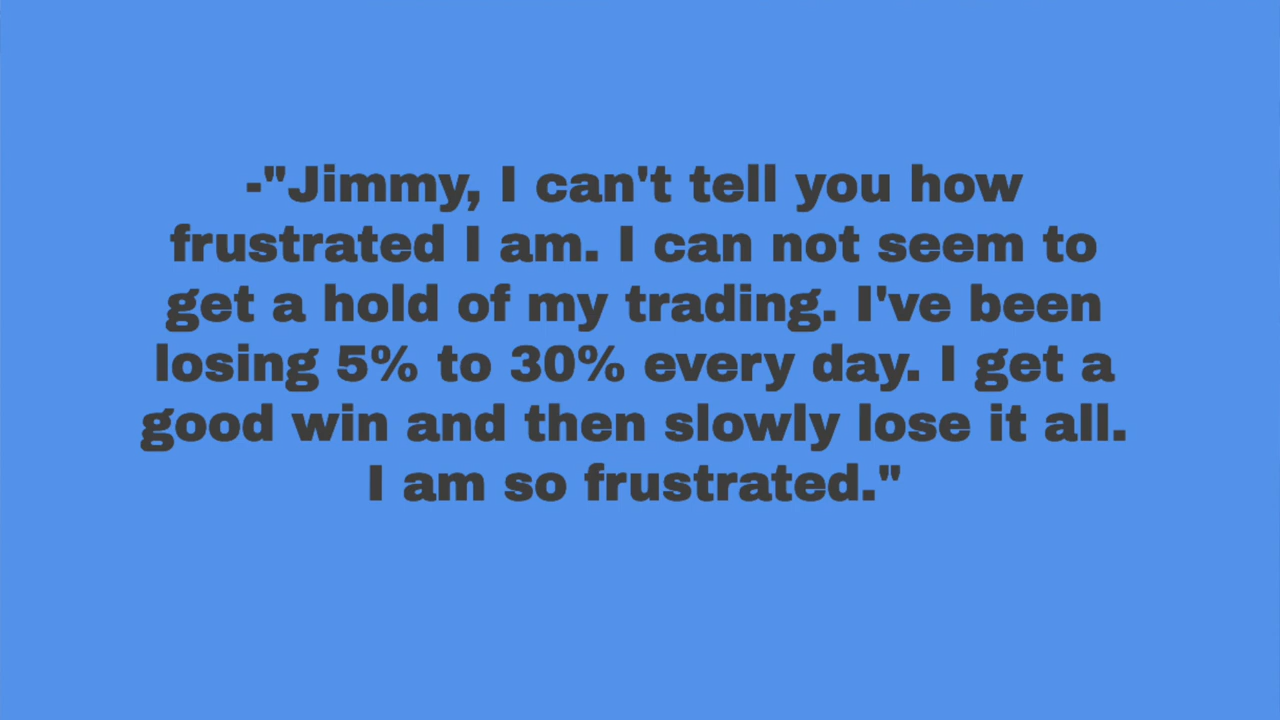 -"Jimmy, I can't tell you how
frustrated I am. I can not seem to
get a hold of my trading. I've been
losing 5% to 30% every day. I get a
good win and then slowly lose it all.
I am so frustrated."